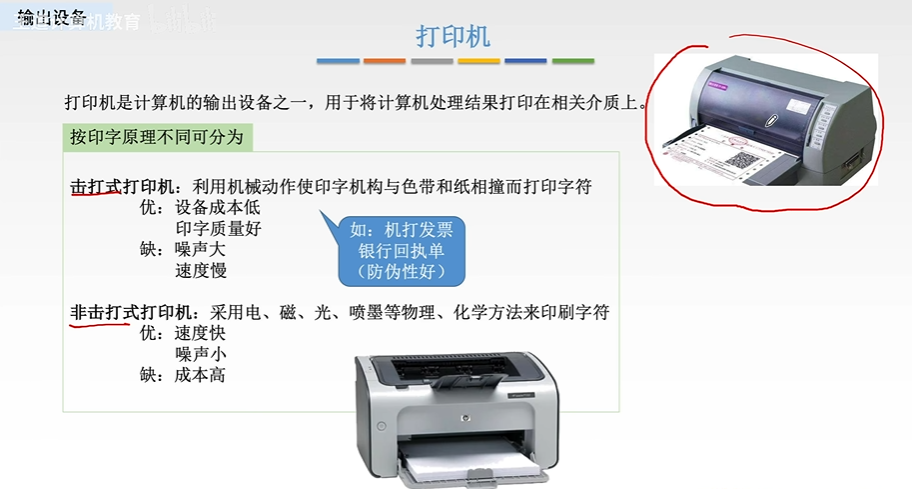 输出设备
王道计算机教育
打印机
打印机是计算机的输出设备之一，用于将计算机处理结果打印在相关介质上。
按印字原理不同可分为
击打式打印机：利用机械动作使印字机构与色带和纸相撞而打印字符
优：设备成本低
印字质量好
缺：噪声大
速度慢
如：机打发票
银行回执单
（防伪性好）
非击打式打印机：采用电、磁、光、喷墨等物理、化学方法来印刷字符
优：速度快
噪声小
缺：成本高
hp